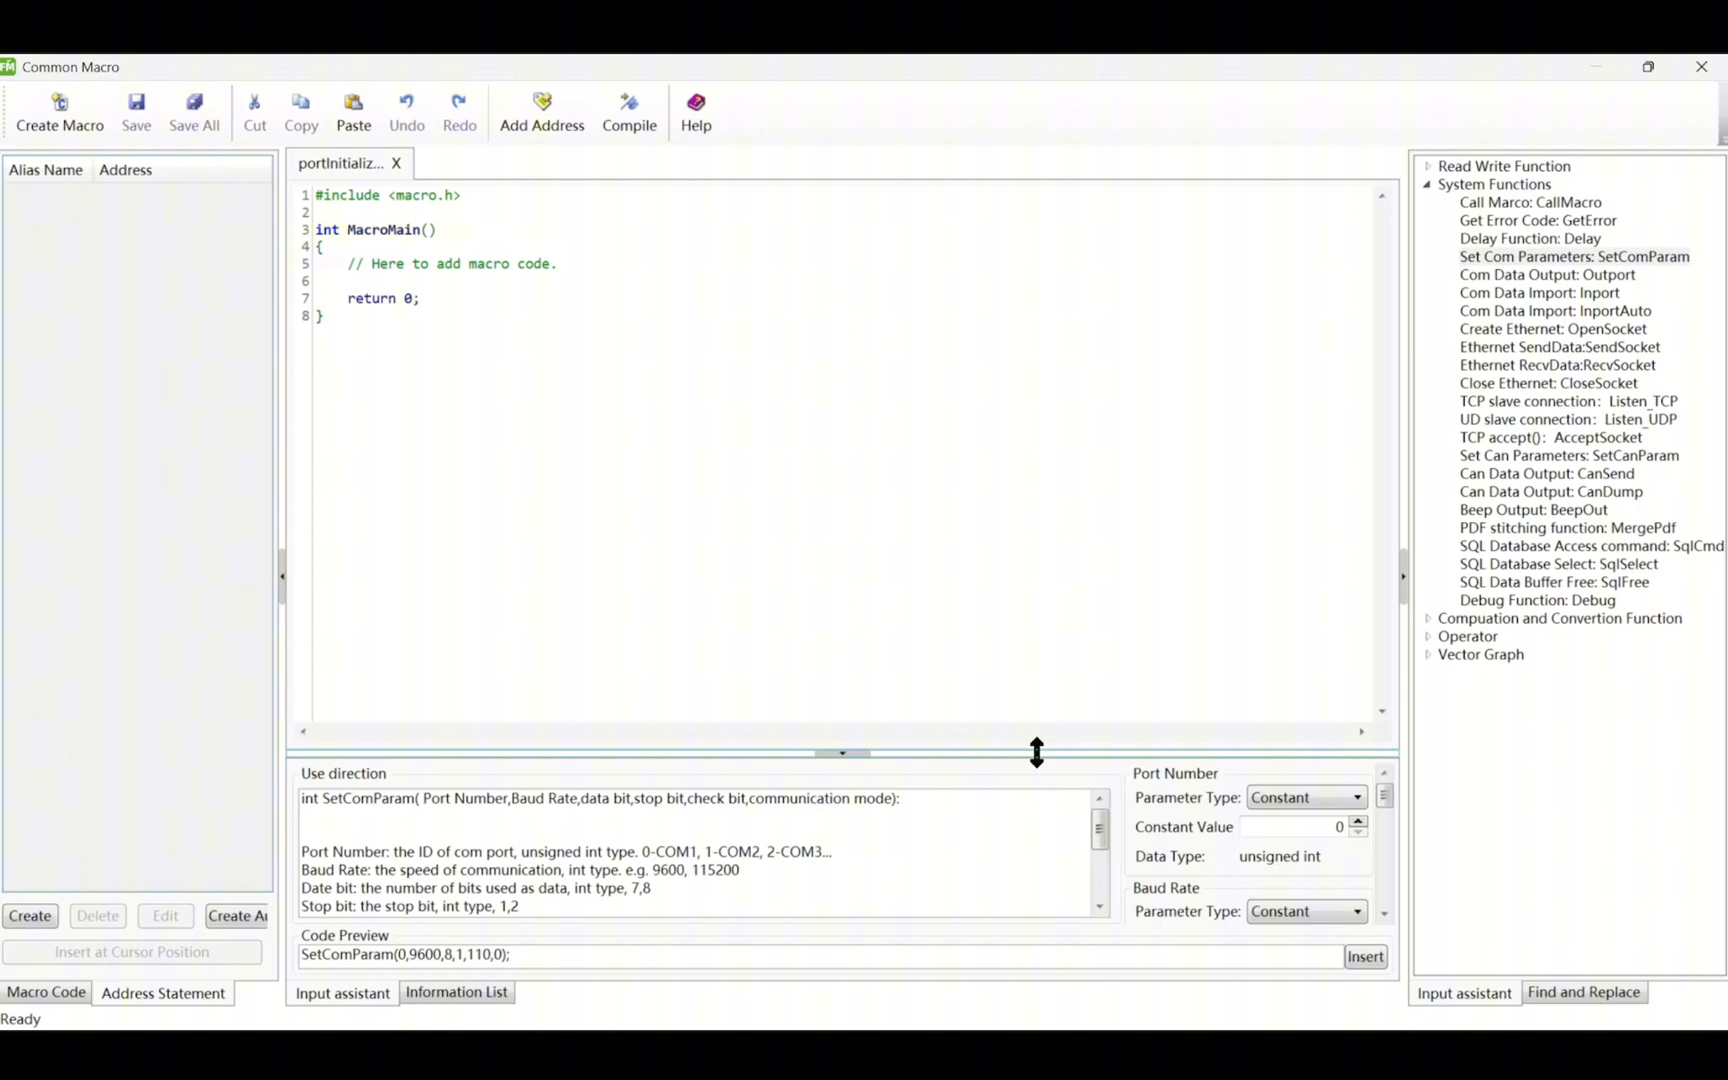 FM Common Macro
Create Macro Save Save All Cut Copy Paste Undo Redo Add Address Compile Help
Alias Name Address
portInitializ... X
1 #include <macro.h>
2
3 int MacroMain()
4 {
5 // Here to add macro code.
6
7 return 0;
8 }
Read Write Function
System Functions
Call Marco: CallMacro
Get Error Code: GetError
Delay Function: Delay
Set Com Parameters: SetComParam
Com Data Output: Outport
Com Data Import: Inport
Com Data Import: InportAuto
Create Ethernet: OpenSocket
Ethernet SendData:SendSocket
Ethernet RecvData:RecvSocket
Close Ethernet: CloseSocket
TCP slave connection: Listen_TCP
UD slave connection: Listen_UDP
TCP accept(): AcceptSocket
Set Can Parameters: SetCanParam
Can Data Output: CanSend
Can Data Output: CanDump
Beep Output: BeepOut
PDF stitching function: MergePdf
SQL Database Access command: SqlCmd
SQL Database Select: SqlSelect
SQL Data Buffer Free: SqlFree
Debug Function: Debug
Compuation and Convertion Function
Operator
Vector Graph
Use direction
int SetComParam( Port Number,Baud Rate,data bit,stop bit,check bit,communication mode):
Port Number: the ID of com port, unsigned int type. 0-COM1, 1-COM2, 2-COM3...
Baud Rate: the speed of communication, int type. e.g. 9600, 115200
Date bit: the number of bits used as data, int type, 7,8
Stop bit: the stop bit, int type, 1,2
Port Number
Parameter Type: Constant
Constant Value 0
Data Type: unsigned int
Baud Rate
Parameter Type: Constant
Code Preview
SetComParam(0,9600,8,1,110,0);
Insert
Create Delete Edit Create Au
Insert at Cursor Position
Macro Code Address Statement
Input assistant Information List
Input assistant Find and Replace
Ready